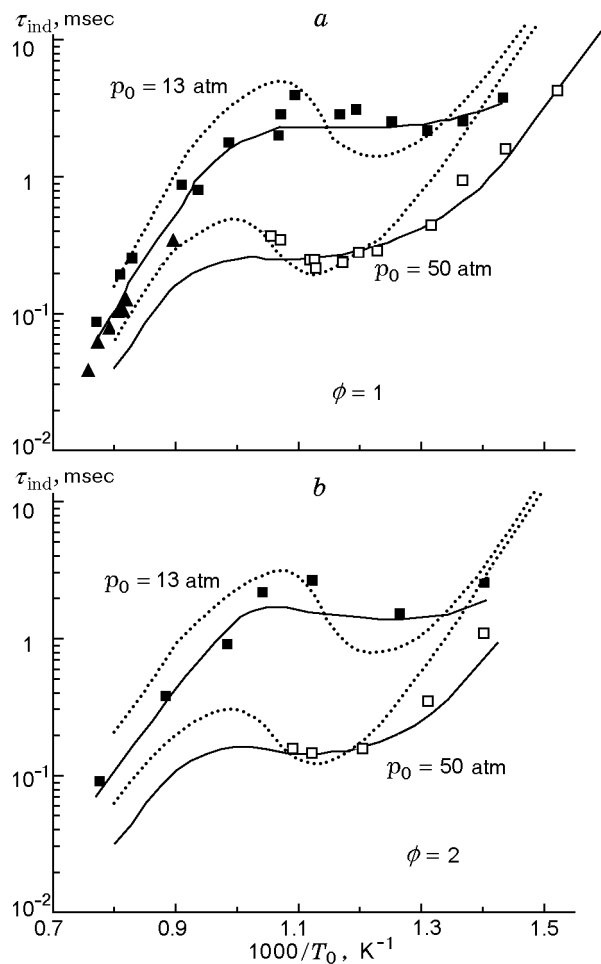 τind, msec
a
10
p0 = 13 atm
1
p0 = 50 atm
10-1
ϕ = 1
10-2
τind, msec
b
10
p0 = 13 atm
1
p0 = 50 atm
10-1
ϕ = 2
10-2
0.7 0.9 1.1 1.3 1.5
1000/T0, K-1